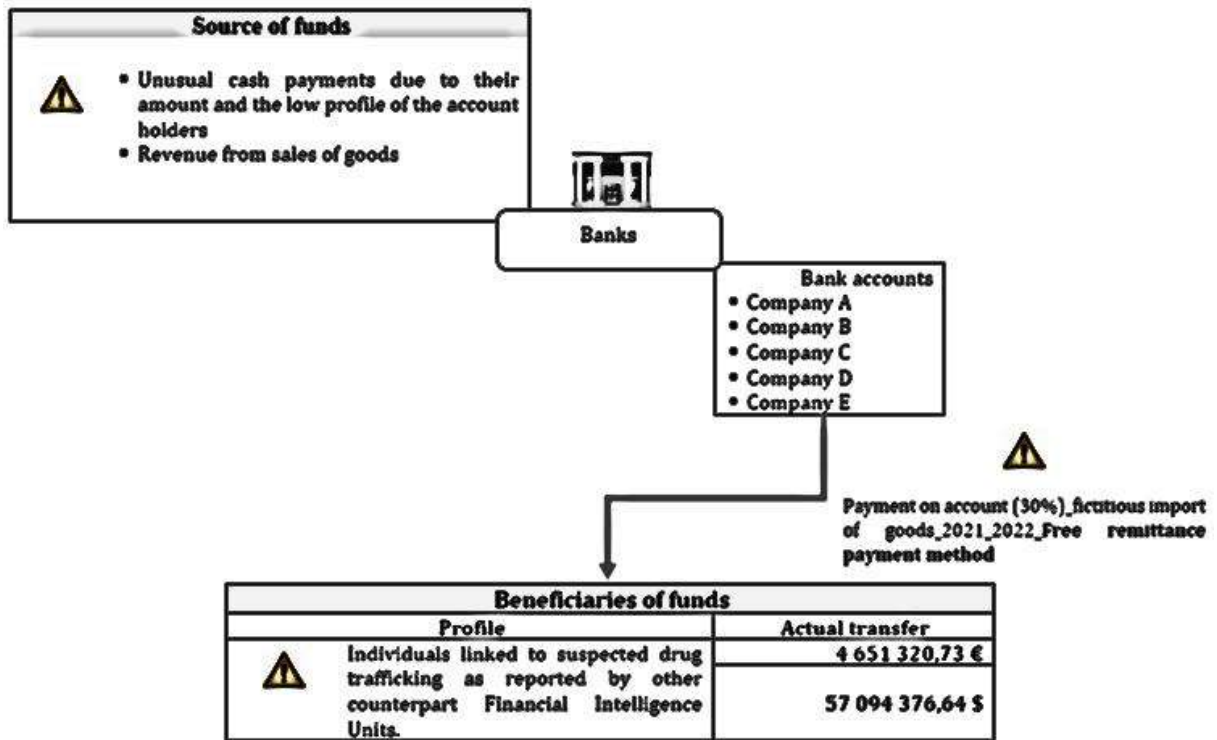 Source of funds
• Unusual cash payments due to their
amount and the low profile of the account
holders
• Revenue from sales of goods
Banks
Bank accounts
• Company A
• Company B
• Company C
• Company D
• Company E
Payment on account (30%)_fictitious import
of goods_2021_2022_Free remittance
payment method
Beneficiaries of funds
Profile
Actual transfer
Individuals linked to suspected drug
trafficking as reported by other
counterpart Financial Intelligence
Units.
4 651 320,73 €
57 094 376,64 $